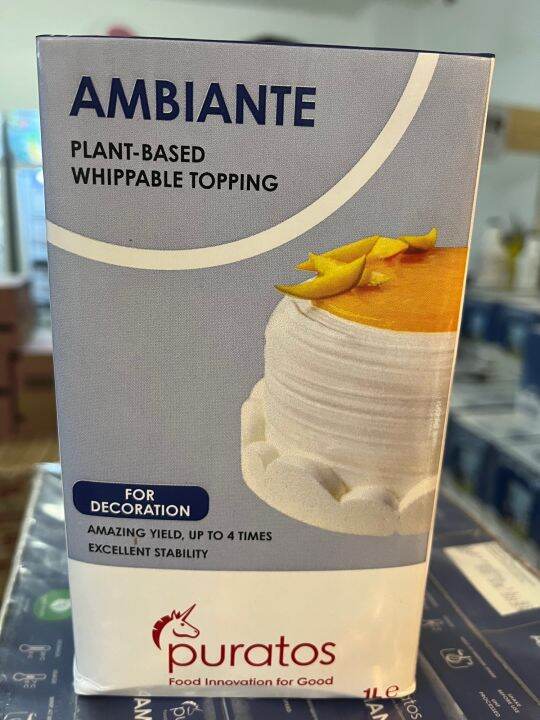 AMBIANTE
PLANT-BASED
WHIPPABLE TOPPING
FOR
DECORATION
AMAZING YIELD, UP TO 4 TIMES
EXCELLENT STABILITY
puratos
Food Innovation for Good
1L e